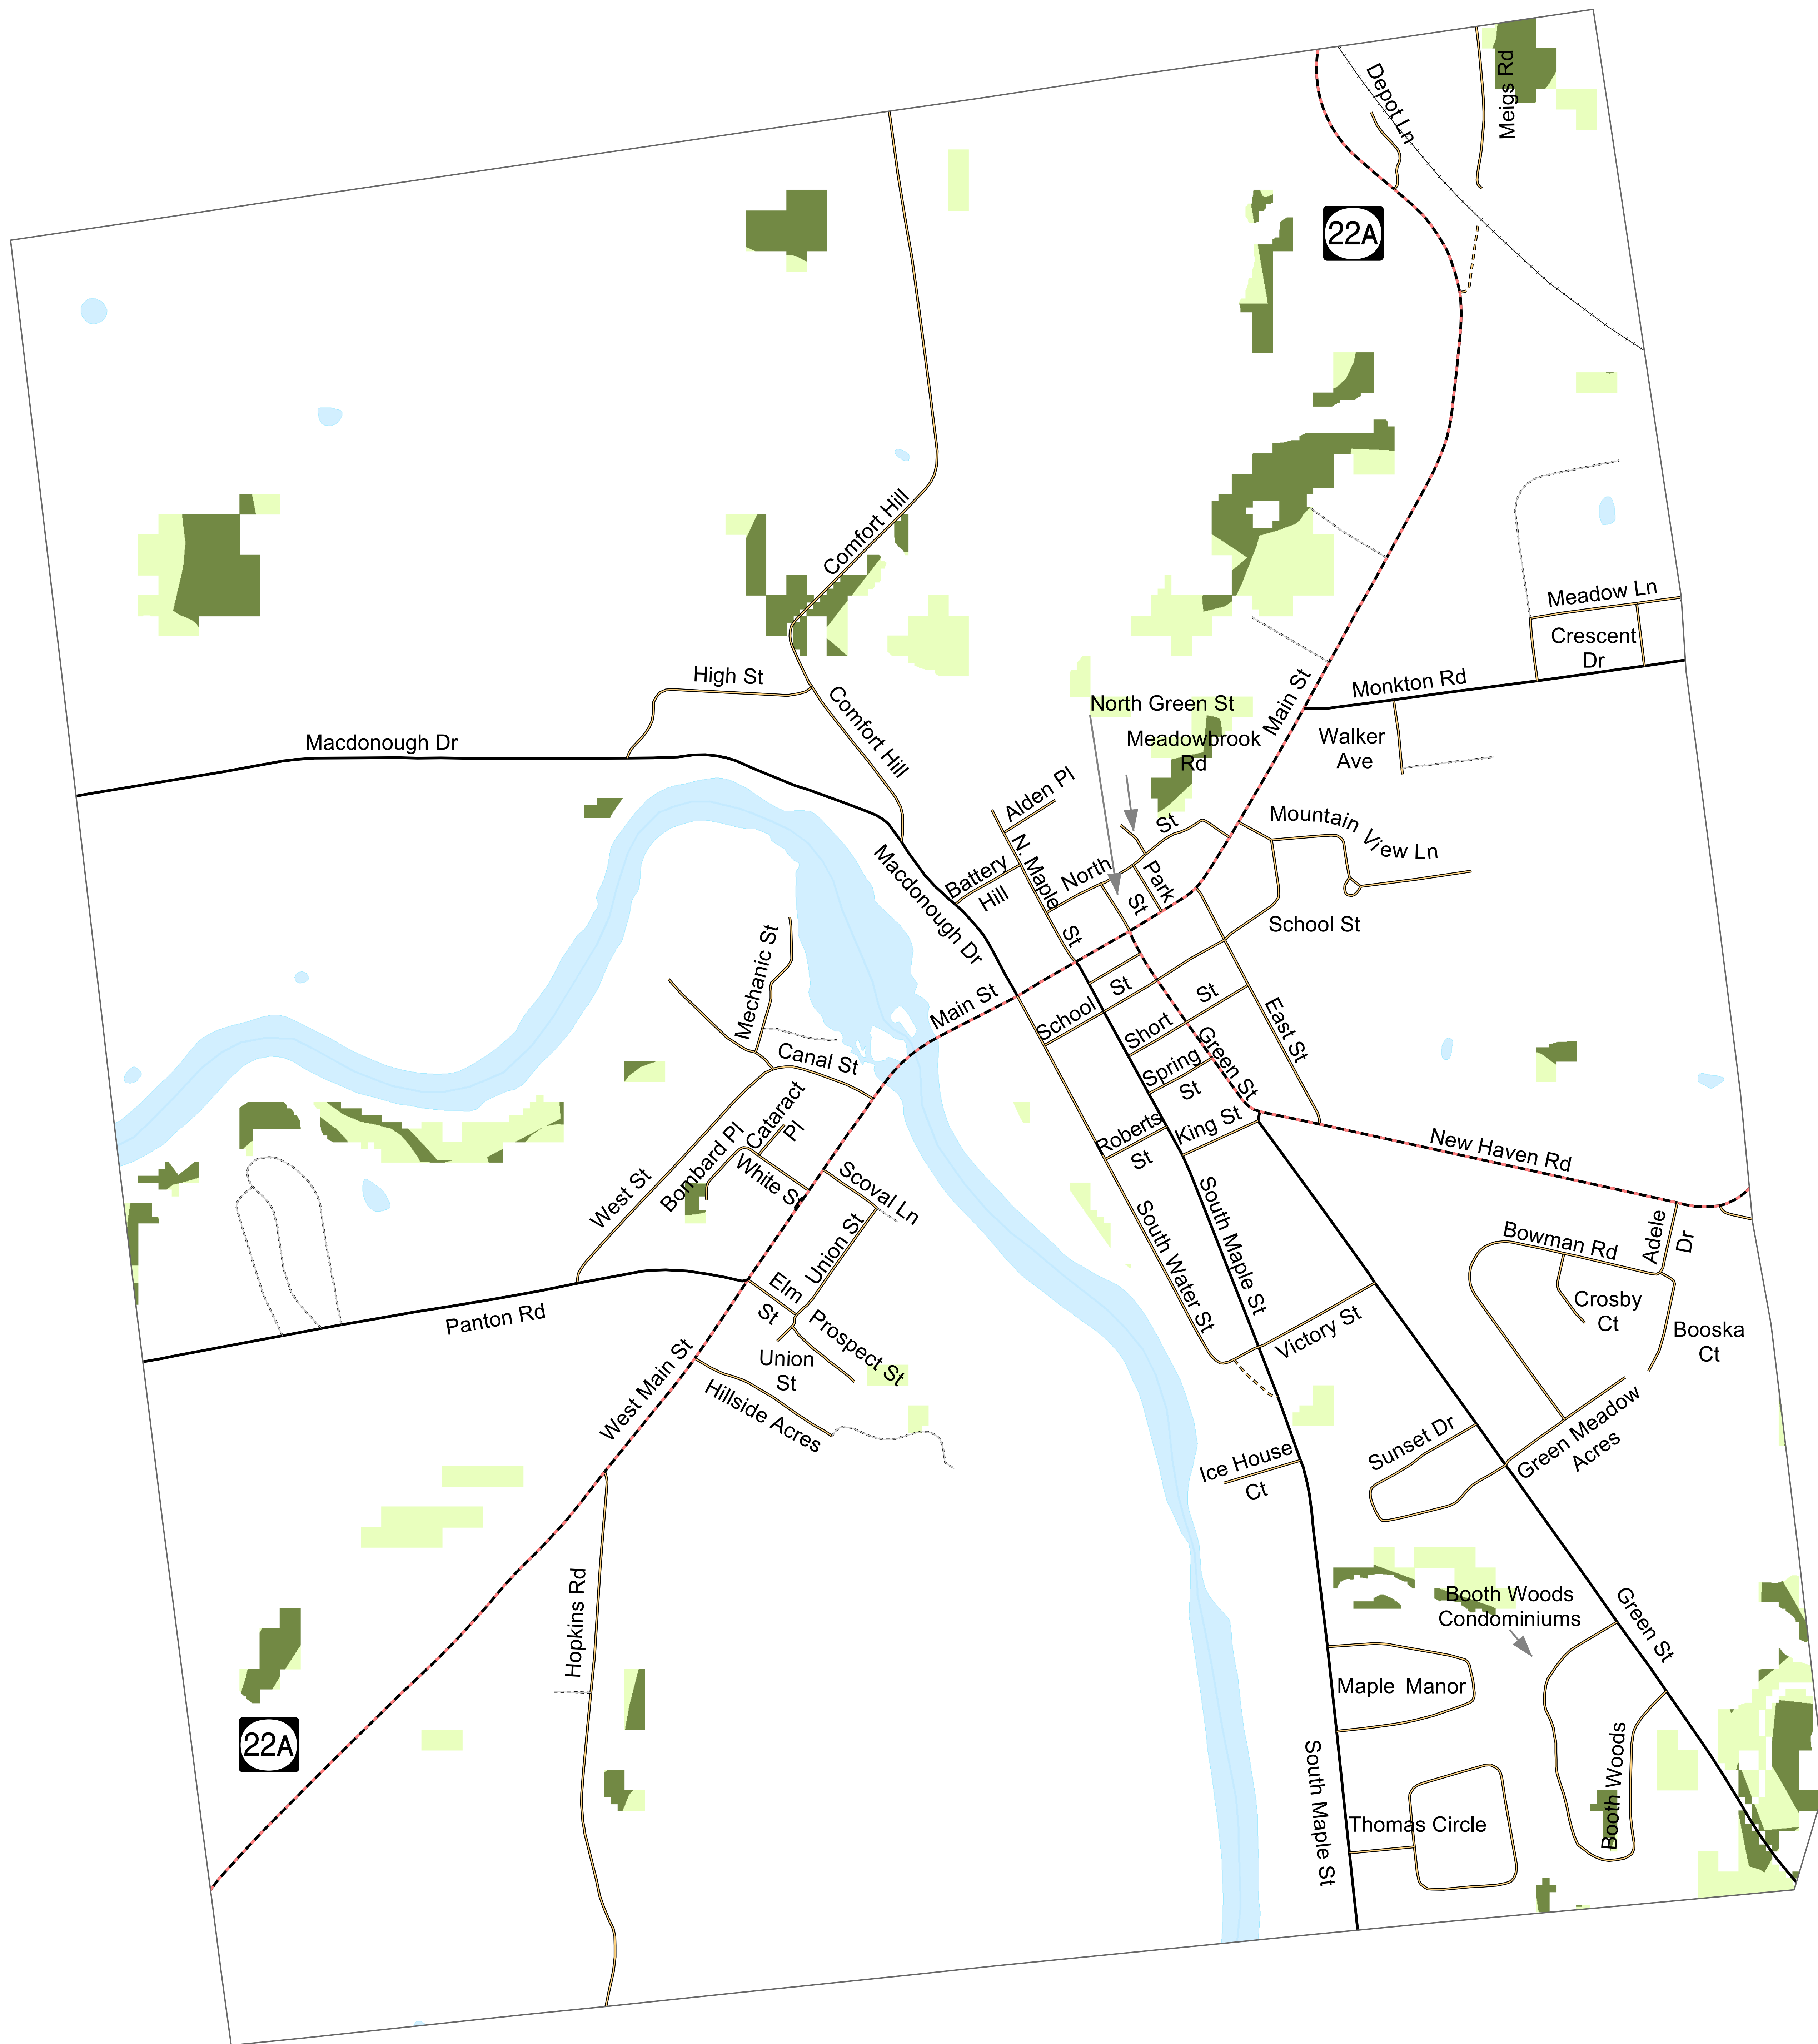 Depot Ln
Meigs Rd
22A
Comfort Hill
Meadow Ln
Crescent
Dr
High St
Comfort Hill
North Green St
Main St
Monkton Rd
Macdonough Dr
Meadowbrook
Rd
Walker
Ave
Alden Pl
N. Maple
St
North
St
Park
St
Mountain
View Ln
Battery
Hill
Macdonough Dr
School St
Mechanic St
Main St
School
St
Short
St
East St
Green St
Spring
St
Canal St
Cataract
Pl
Bombard Pl
White St
West St
Roberts
St
King St
New Haven Rd
Scoval Ln
Union St
South Water St
South Maple St
Bowman Rd
Adele
Dr
Panton Rd
Elm
St
Prospect St
Union
St
Victory St
Crosby
Ct
Booska
Ct
West Main St
Hillside Acres
Ice House
Ct
Sunset Dr
Green Meadow
Acres
Hopkins Rd
Booth Woods
Condominiums
Green St
Maple Manor
22A
South Maple St
Booth Woods
Thomas Circle